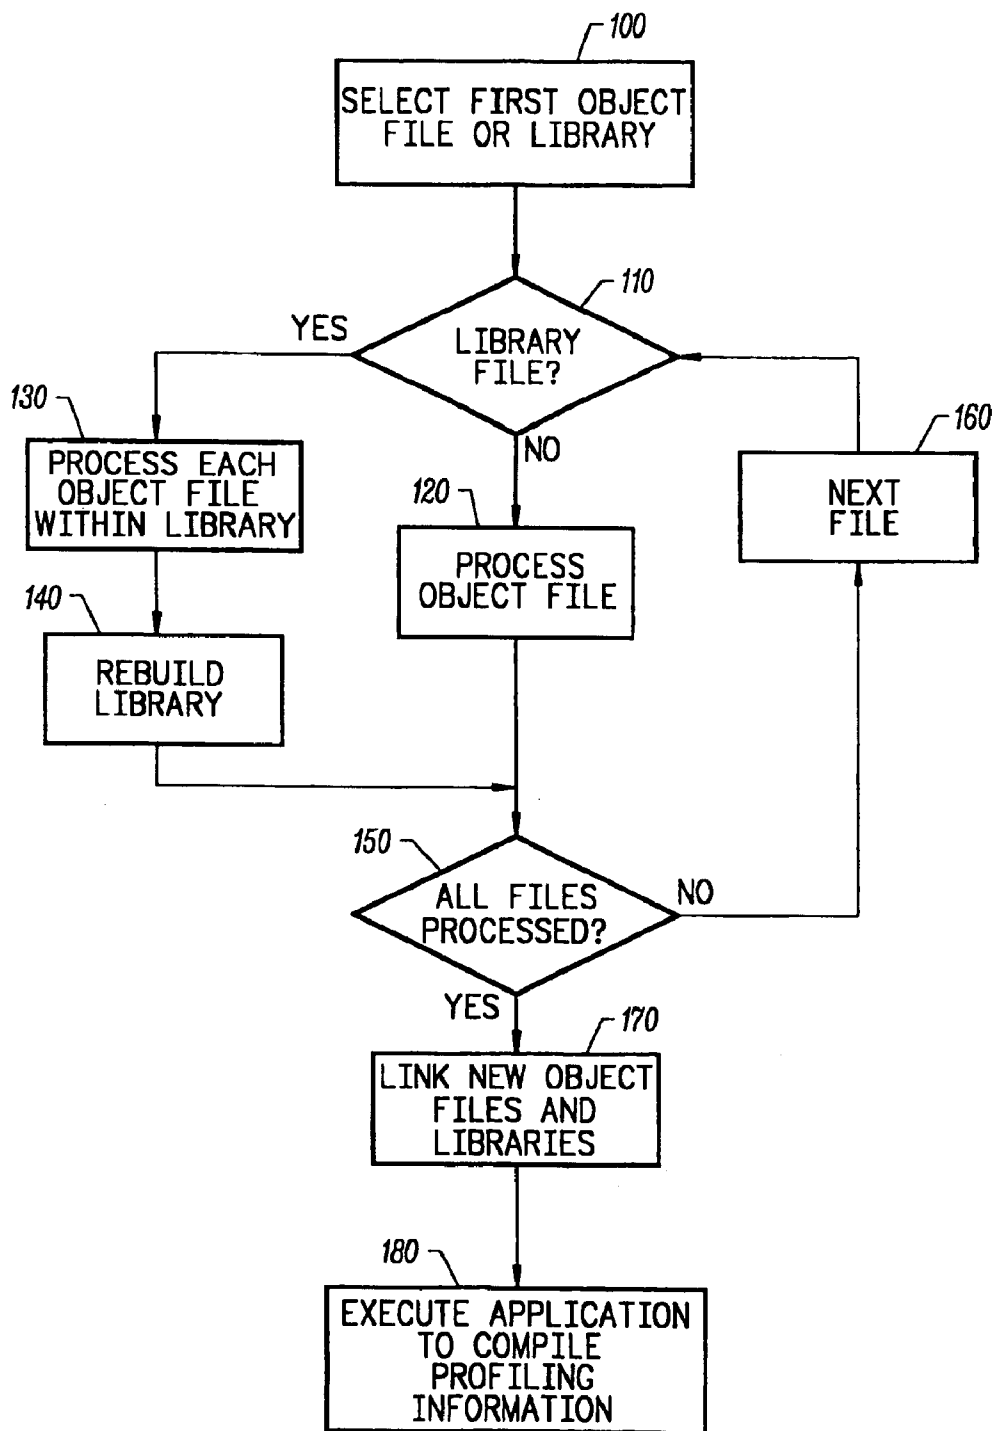 100
SELECT FIRST OBJECT
FILE OR LIBRARY
110
YES
LIBRARY
FILE?
NO
130
PROCESS EACH
OBJECT FILE
WITHIN LIBRARY
120
PROCESS
OBJECT FILE
160
NEXT
FILE
140
REBUILD
LIBRARY
150
ALL FILES
PROCESSED?
NO
YES
170
LINK NEW OBJECT
FILES AND
LIBRARIES
180
EXECUTE APPLICATION
TO COMPILE
PROFILING
INFORMATION